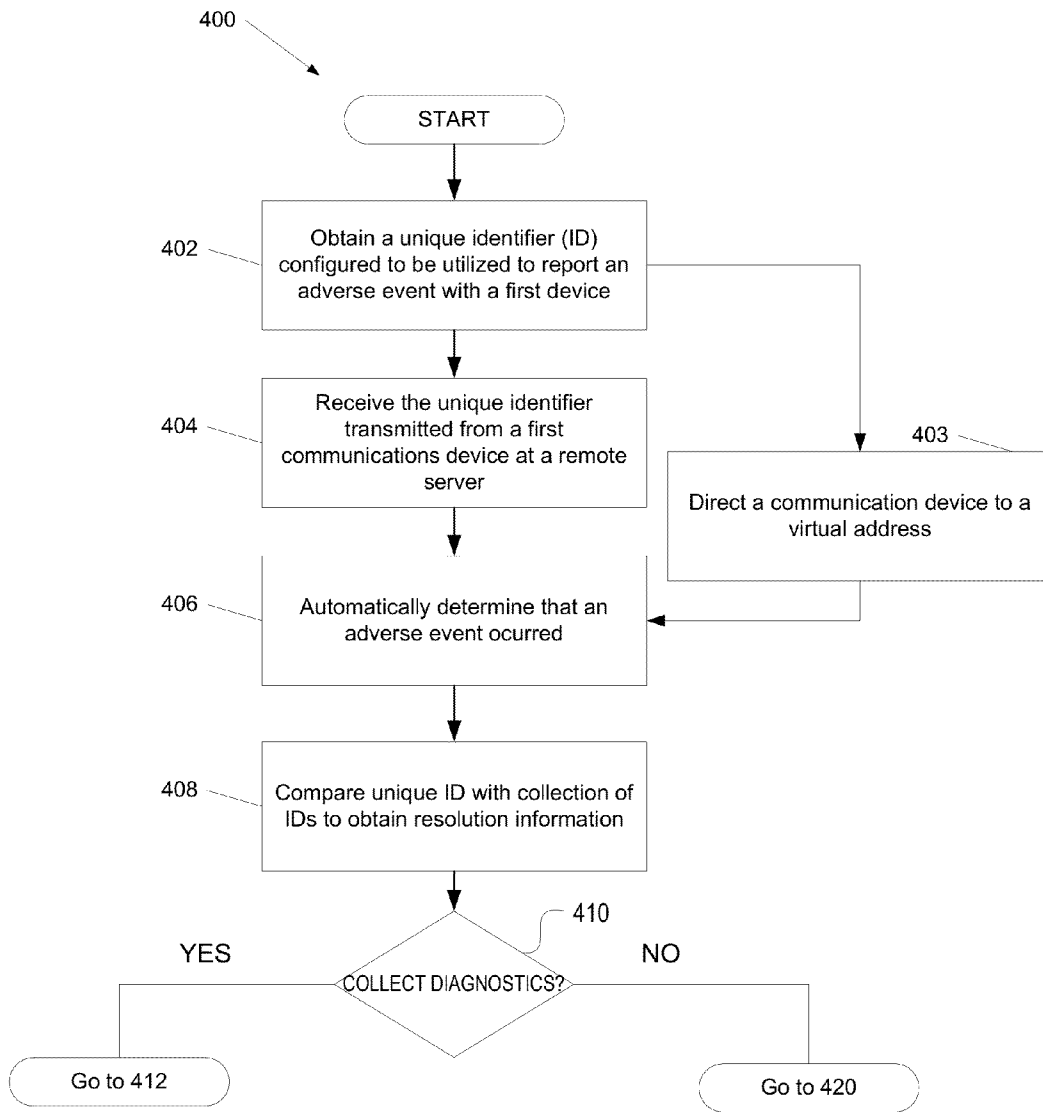 400
START
402
Obtain a unique identifier (ID)
configured to be utilized to report an
adverse event with a first device
404
Receive the unique identifier
transmitted from a first
communications device at a remote
server
403
Direct a communication device to a
virtual address
406
Automatically determine that an
adverse event ocurred
408
Compare unique ID with collection of
IDs to obtain resolution information
410
YES
NO
COLLECT DIAGNOSTICS?
Go to 412
Go to 420